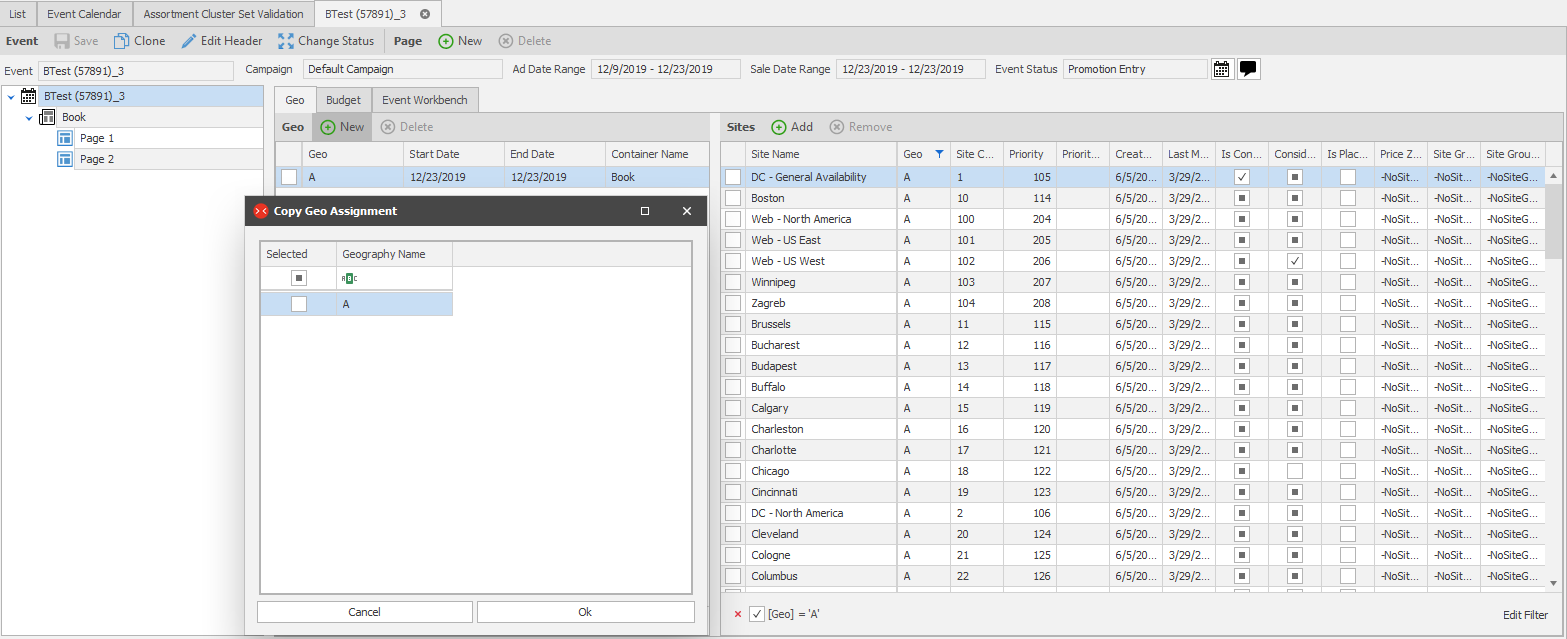 List Event Calendar Assortment Cluster Set Validation BTest (57891)_3
Event Save Clone Edit Header Change Status Page New Delete
Event BTest (57891)_3 Campaign Default Campaign Ad Date Range 12/9/2019 - 12/23/2019 Sale Date Range 12/23/2019 - 12/23/2019 Event Status Promotion Entry
BTest (57891)_3
Book
Page 1
Page 2
Geo Budget Event Workbench
Geo New Delete
Geo Start Date End Date Container Name
A 12/23/2019 12/23/2019 Book
Copy Geo Assignment
Selected Geography Name
ABC
A
Cancel Ok
Sites Add Remove
Site Name Geo Site C... Priority Priorit... Creat... Last M... Is Con... Consid... Is Plac... Price Z... Site Gr... Site Grou...
DC - General Availability A 1 105 6/5/20... 3/29/2... -NoSit... -NoSit... -NoSiteG...
Boston A 10 114 6/5/20... 3/29/2... -NoSit... -NoSit... -NoSiteG...
Web - North America A 100 204 6/5/20... 3/29/2... -NoSit... -NoSit... -NoSiteG...
Web - US East A 101 205 6/5/20... 3/29/2... -NoSit... -NoSit... -NoSiteG...
Web - US West A 102 206 6/5/20... 3/29/2... -NoSit... -NoSit... -NoSiteG...
Winnipeg A 103 207 6/5/20... 3/29/2... -NoSit... -NoSit... -NoSiteG...
Zagreb A 104 208 6/5/20... 3/29/2... -NoSit... -NoSit... -NoSiteG...
Brussels A 11 115 6/5/20... 3/29/2... -NoSit... -NoSit... -NoSiteG...
Bucharest A 12 116 6/5/20... 3/29/2... -NoSit... -NoSit... -NoSiteG...
Budapest A 13 117 6/5/20... 3/29/2... -NoSit... -NoSit... -NoSiteG...
Buffalo A 14 118 6/5/20... 3/29/2... -NoSit... -NoSit... -NoSiteG...
Calgary A 15 119 6/5/20... 3/29/2... -NoSit... -NoSit... -NoSiteG...
Charleston A 16 120 6/5/20... 3/29/2... -NoSit... -NoSit... -NoSiteG...
Charlotte A 17 121 6/5/20... 3/29/2... -NoSit... -NoSit... -NoSiteG...
Chicago A 18 122 6/5/20... 3/29/2... -NoSit... -NoSit... -NoSiteG...
Cincinnati A 19 123 6/5/20... 3/29/2... -NoSit... -NoSit... -NoSiteG...
DC - North America A 2 106 6/5/20... 3/29/2... -NoSit... -NoSit... -NoSiteG...
Cleveland A 20 124 6/5/20... 3/29/2... -NoSit... -NoSit... -NoSiteG...
Cologne A 21 125 6/5/20... 3/29/2... -NoSit... -NoSit... -NoSiteG...
Columbus A 22 126 6/5/20... 3/29/2... -NoSit... -NoSit... -NoSiteG...
[Geo] = 'A' Edit Filter